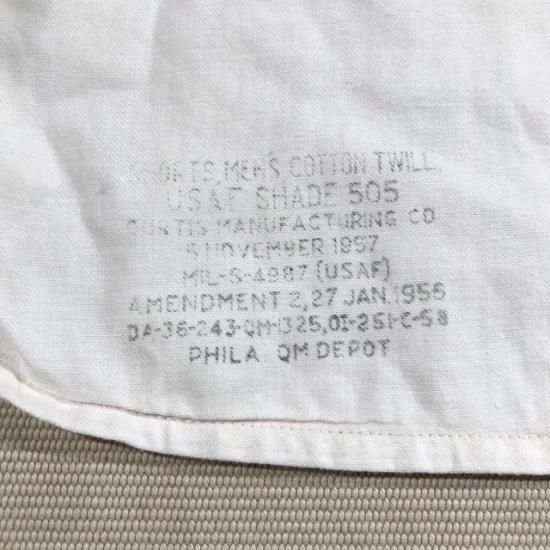 SHORTS, MEN'S COTTON TWILL,
USAF SHADE 505
CURTIS MANUFACTURING CO
5 NOVEMBER 1957
MIL-S-4987 (USAF)
AMENDMENT 2, 27 JAN. 1956
DA-36-243-QM-1325, OI-251-C-58
PHILA QM DEPOT